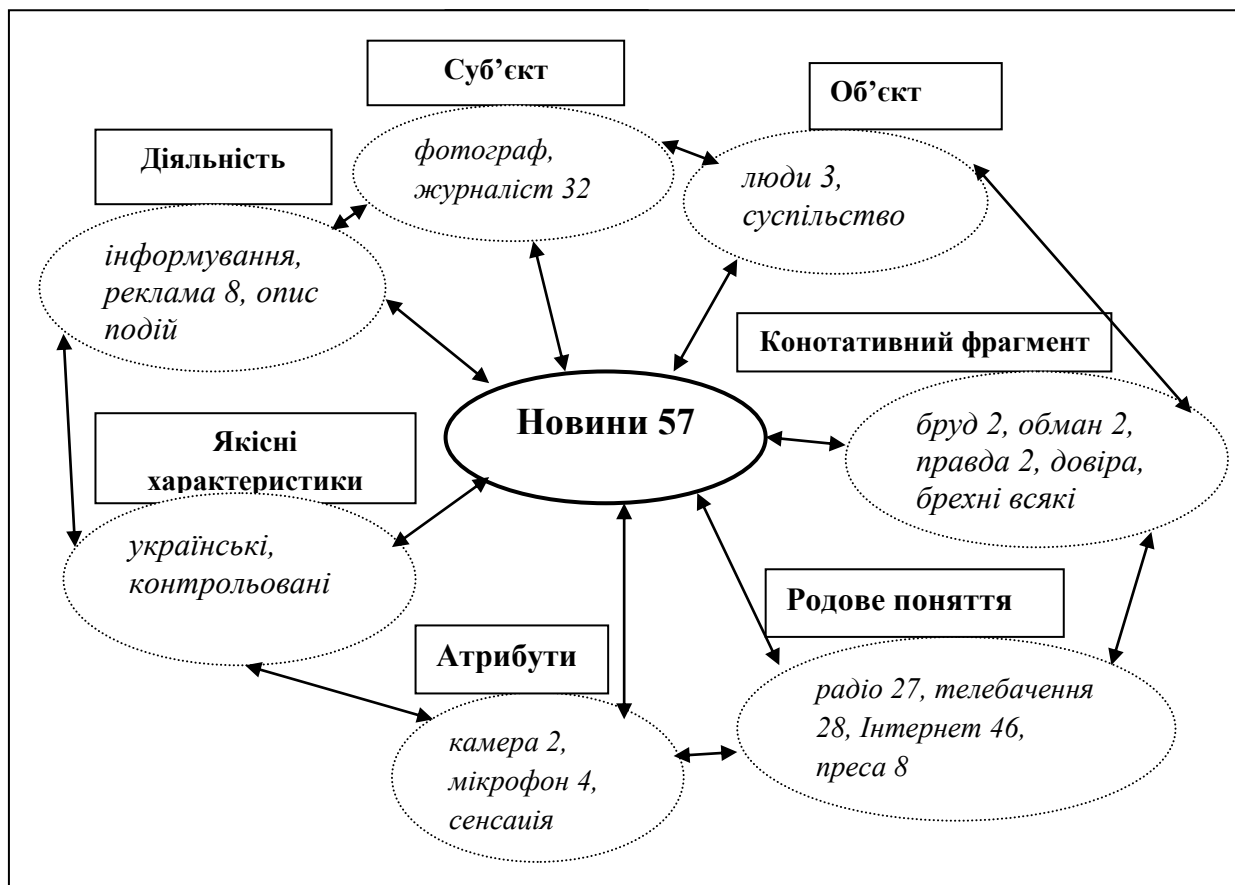 Суб’єкт
фотограф,
журналіст 32
Об’єкт
люди 3,
суспільство
Діяльність
інформування,
реклама 8, опис
подій
Конотативний фрагмент
бруд 2, обман 2,
правда 2, довіра,
брехні всякі
Новини 57
Якісні
характеристики
українські,
контрольовані
Родове поняття
радіо 27, телебачення
28, Інтернет 46,
преса 8
Атрибути
камера 2,
мікрофон 4,
сенсація